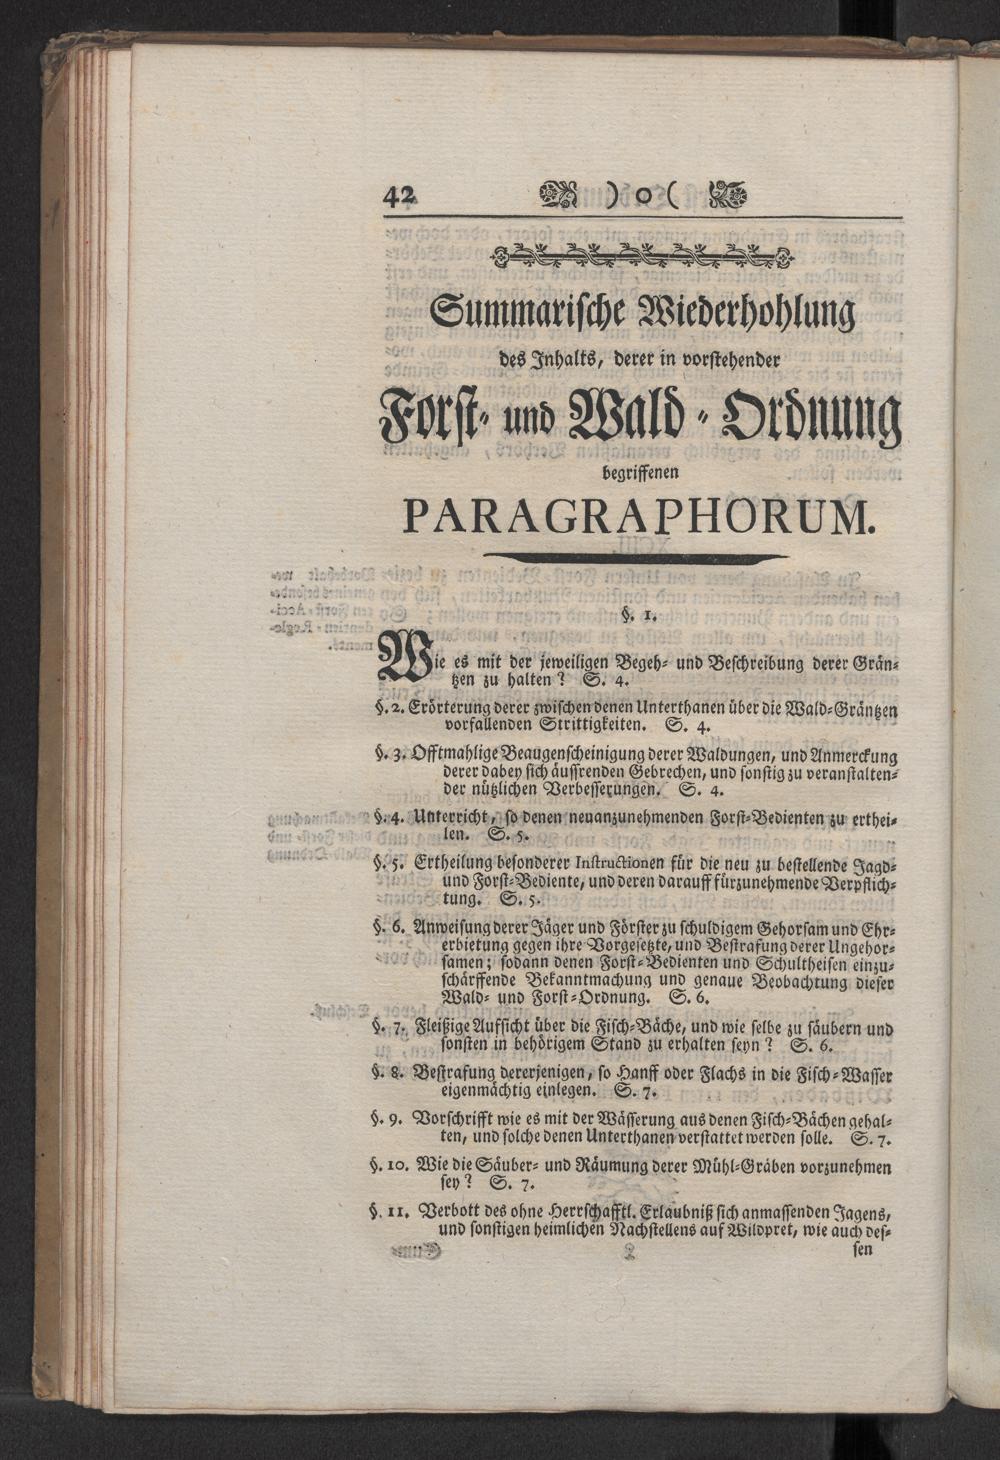 42 ) o (
Summarische Wiederhohlung
des Inhalts, derer in vorstehender
Forst- und Wald-Ordnung
begriffenen
PARAGRAPHORUM.
§. 1.
Wie es mit der jeweiligen Begeh- und Beschreibung derer Grän-
tzen zu halten? S. 4.
§. 2. Erörterung derer zwischen denen Unterthanen über die Wald-Gräntzen
vorfallenden Strittigkeiten. S. 4.
§. 3. Offtmahlige Beaugenscheinigung derer Waldungen, und Anmerckung
derer dabey sich äussrenden Gebrechen, und sonstig zu veranstalten-
der nützlichen Verbesserungen. S. 4.
§. 4. Unterricht, so denen neuanzunehmenden Forst-Bedienten zu erthei-
len. S. 5.
§. 5. Ertheilung besonderer Instructionen für die neu zu bestellende Jagd-
und Forst-Bediente, und deren darauff fürzunehmende Verpflich-
tung. S. 5.
§. 6. Anweisung derer Jäger und Förster zu schuldigem Gehorsam und Ehr-
erbietung gegen ihre Vorgesetzte, und Bestrafung derer Ungehor-
samen; sodann denen Forst-Bedienten und Schultheisen einzu-
schärffende Bekanntmachung und genaue Beobachtung dieser
Wald- und Forst-Ordnung. S. 6.
§. 7. Fleißige Aufsicht über die Fisch-Bäche, und wie selbe zu säubern und
sonsten in behörigem Stand zu erhalten seyn? S. 6.
§. 8. Bestrafung dererjenigen, so Hanff oder Flachs in die Fisch-Wasser
eigenmächtig einlegen. S. 7.
§. 9. Vorschrifft wie es mit der Wässerung aus denen Fisch-Bächen gehal-
ten, und solche denen Unterthanen verstattet werden solle. S. 7.
§. 10. Wie die Säuber- und Räumung derer Mühl-Gräben vorzunehmen
sey? S. 7.
§. 11. Verbott des ohne Herrschafftl. Erlaubniß sich anmassenden Jagens,
und sonstigen heimlichen Nachstellens auf Wildpret, wie auch des-
sen